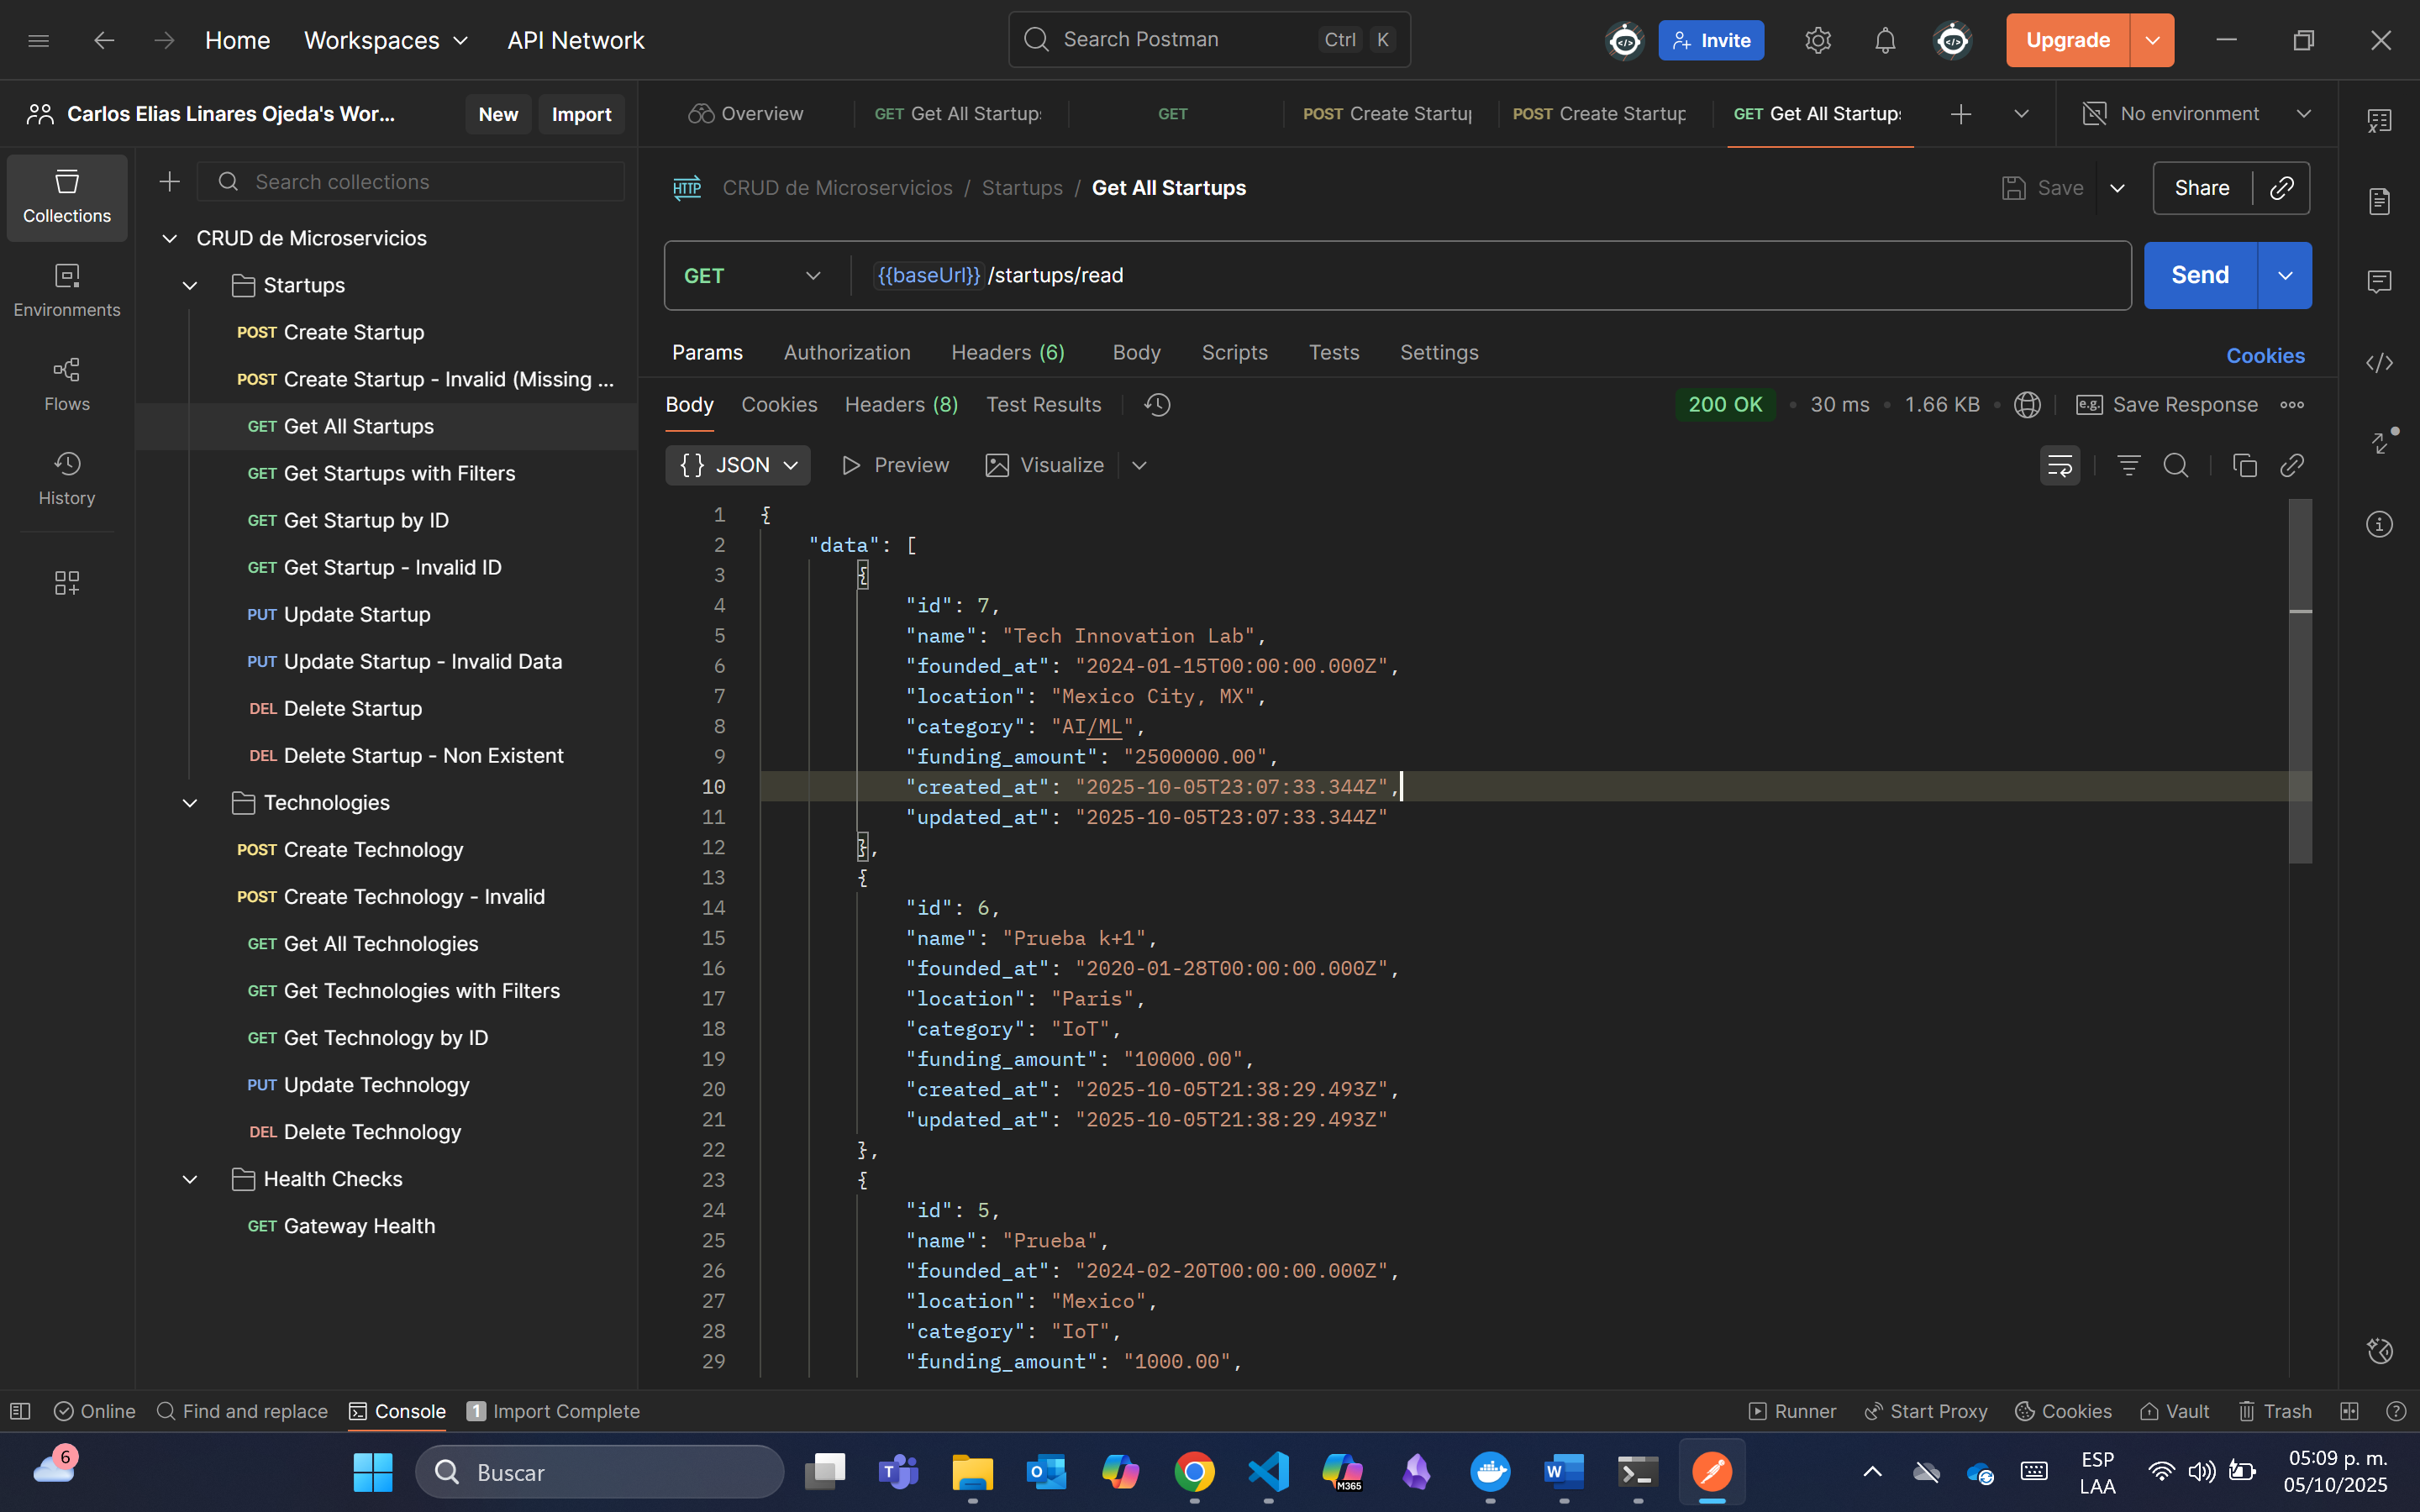 Home Workspaces API Network Search Postman Ctrl K Invite Upgrade
Carlos Elias Linares Ojeda's Wor... New Import
Overview GET Get All Startup: GET POST Create Startu POST Create Startup GET Get All Startup: No environment
Collections
Environments
Flows
History
Search collections
CRUD de Microservicios
Startups
POST Create Startup
POST Create Startup - Invalid (Missing ...
GET Get All Startups
GET Get Startups with Filters
GET Get Startup by ID
GET Get Startup - Invalid ID
PUT Update Startup
PUT Update Startup - Invalid Data
DEL Delete Startup
DEL Delete Startup - Non Existent
Technologies
POST Create Technology
POST Create Technology - Invalid
GET Get All Technologies
GET Get Technologies with Filters
GET Get Technology by ID
PUT Update Technology
DEL Delete Technology
Health Checks
GET Gateway Health
HTTP CRUD de Microservicios / Startups / Get All Startups Save Share
GET {{baseUrl}}/startups/read Send
Params Authorization Headers (6) Body Scripts Tests Settings Cookies
Body Cookies Headers (8) Test Results 200 OK • 30 ms • 1.66 KB • e.g. Save Response
{} JSON Preview Visualize
1 {
2 "data": [
3 {
4 "id": 7,
5 "name": "Tech Innovation Lab",
6 "founded_at": "2024-01-15T00:00:00.000Z",
7 "location": "Mexico City, MX",
8 "category": "AI/ML",
9 "funding_amount": "2500000.00",
10 "created_at": "2025-10-05T23:07:33.344Z",
11 "updated_at": "2025-10-05T23:07:33.344Z"
12 },
13 {
14 "id": 6,
15 "name": "Prueba k+1",
16 "founded_at": "2020-01-28T00:00:00.000Z",
17 "location": "Paris",
18 "category": "IoT",
19 "funding_amount": "10000.00",
20 "created_at": "2025-10-05T21:38:29.493Z",
21 "updated_at": "2025-10-05T21:38:29.493Z"
22 },
23 {
24 "id": 5,
25 "name": "Prueba",
26 "founded_at": "2024-02-20T00:00:00.000Z",
27 "location": "Mexico",
28 "category": "IoT",
29 "funding_amount": "1000.00",
Online Find and replace Console 1 Import Complete Runner Start Proxy Cookies Vault Trash
6 Buscar M365 ESP 05:09 p. m.
LAA 05/10/2025